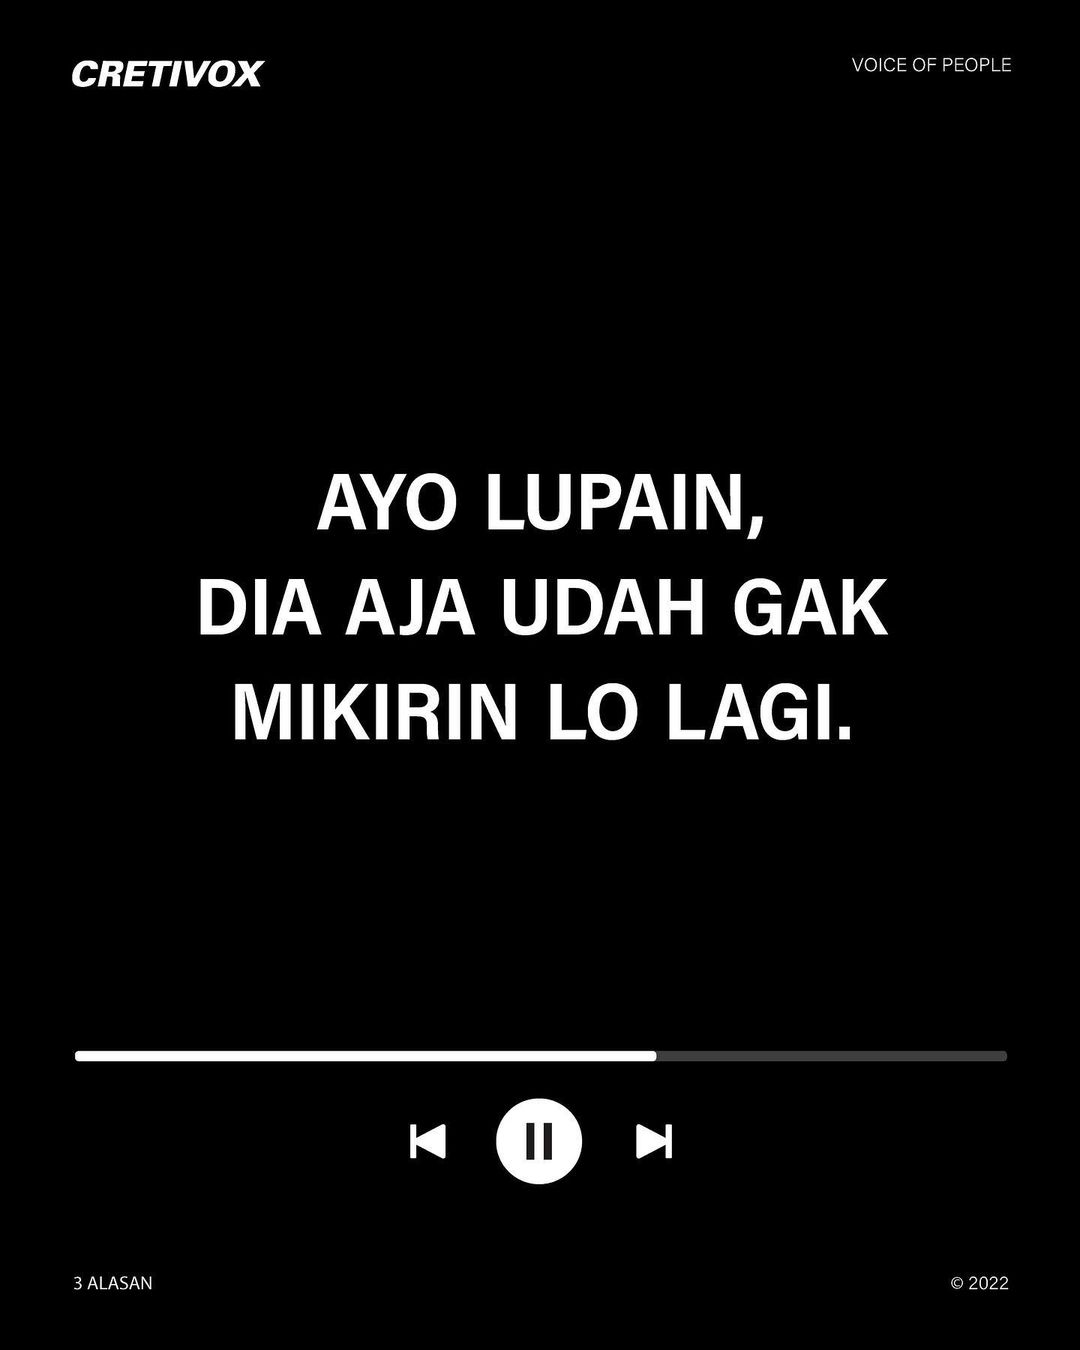 CRETIVOX
VOICE OF PEOPLE
AYO LUPAIN,
DIA AJA UDAH GAK
MIKIRIN LO LAGI.
3 ALASAN
© 2022